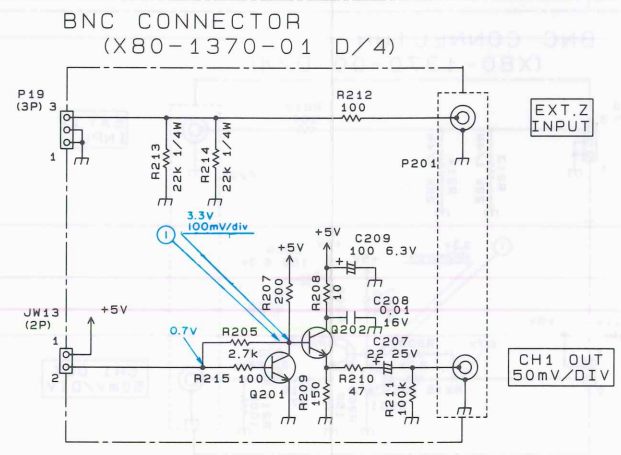 BNC CONNECTOR
(X80-1370-01 D/4)
P19
(3P) 3
1
R212
100
EXT.Z
INPUT
P201
R213
22k 1/4W
R214
22k 1/4W
3.3V
100mV/div
1
+5V
+5V
C209
+ 100 6.3V
R207
200
R208
10
C208
0.01
16V
Q202
JW13
(2P)
+5V
1
2
0.7V
R205
2.7k
R215 100
Q201
R209
150
C207
22 25V
+
R210
47
R211
100k
CH1 OUT
50mV/DIV